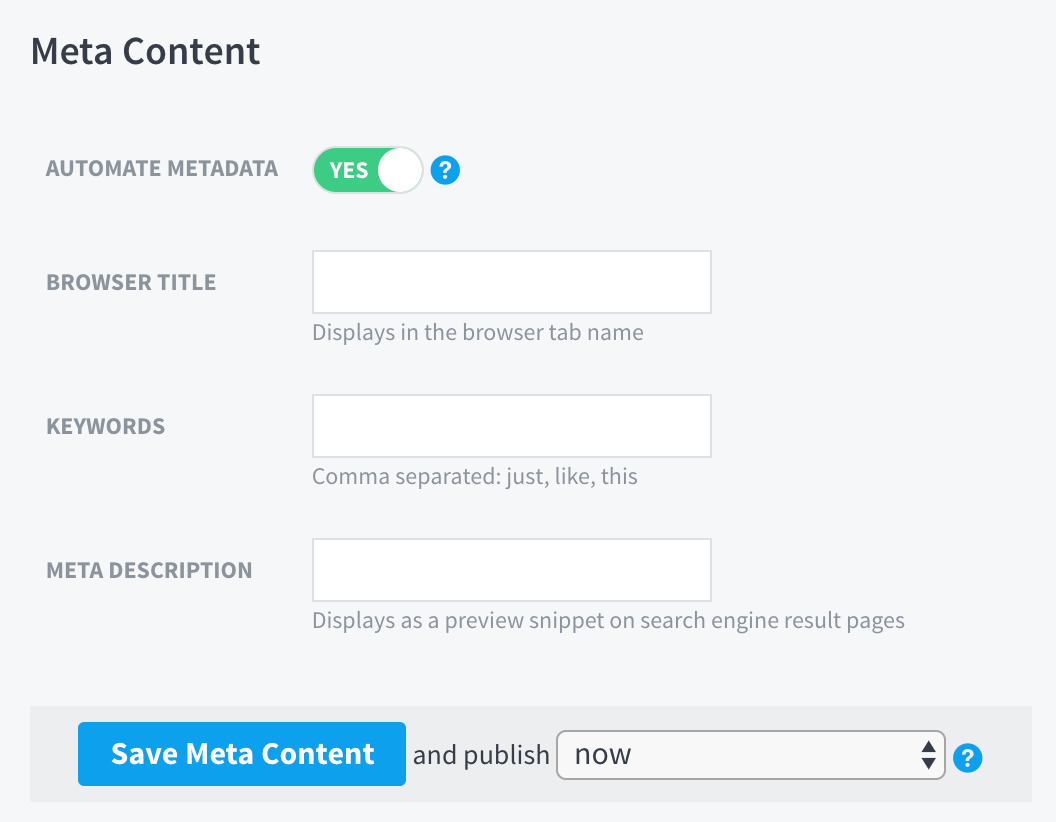 Meta Content
AUTOMATE METADATA YES ?
BROWSER TITLE
Displays in the browser tab name
KEYWORDS
Comma separated: just, like, this
META DESCRIPTION
Displays as a preview snippet on search engine result pages
Save Meta Content and publish now ?